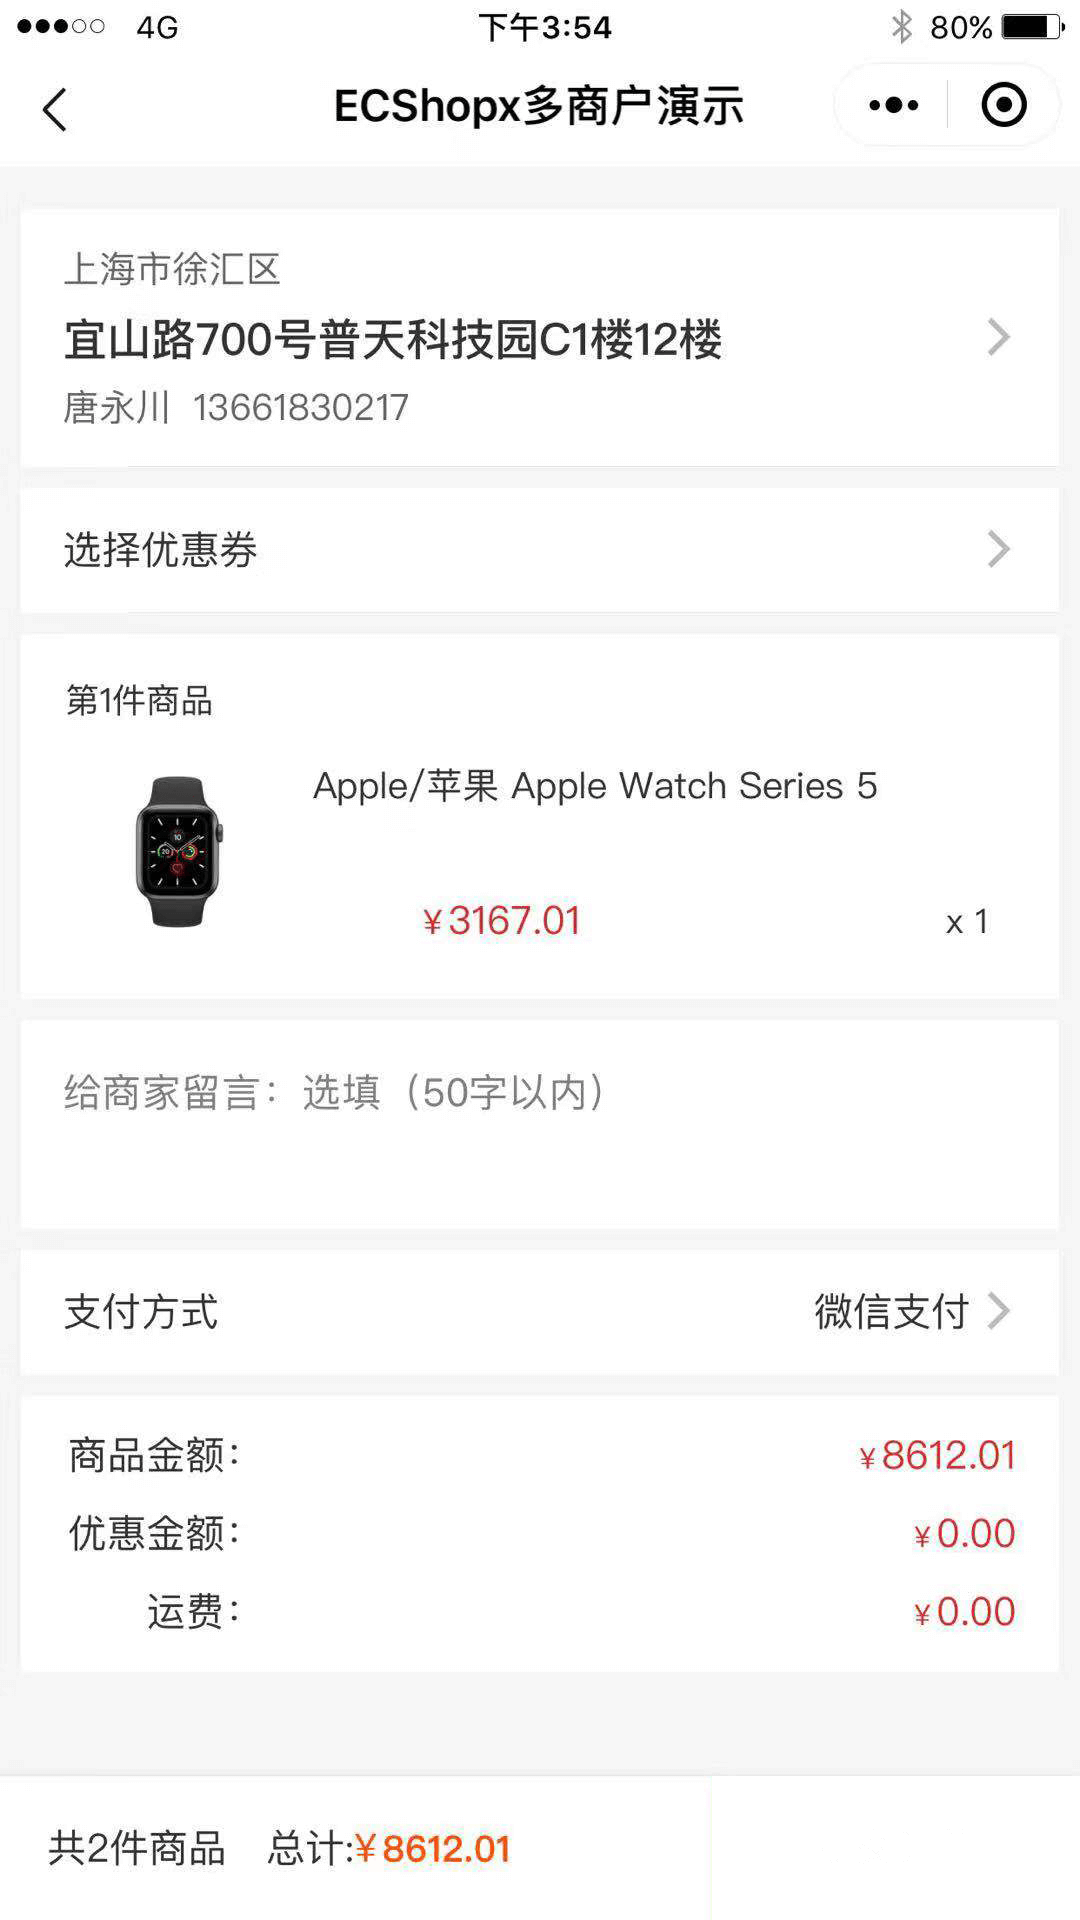 4G 下午3:54 80%
ECShopx多商户演示
上海市徐汇区
宜山路700号普天科技园C1楼12楼
唐永川 13661830217
选择优惠券
第1件商品
Apple/苹果 Apple Watch Series 5
¥3167.01 x 1
给商家留言：选填（50字以内）
支付方式 微信支付
商品金额： ¥8612.01
优惠金额： ¥0.00
运费： ¥0.00
共2件商品 总计:¥8612.01